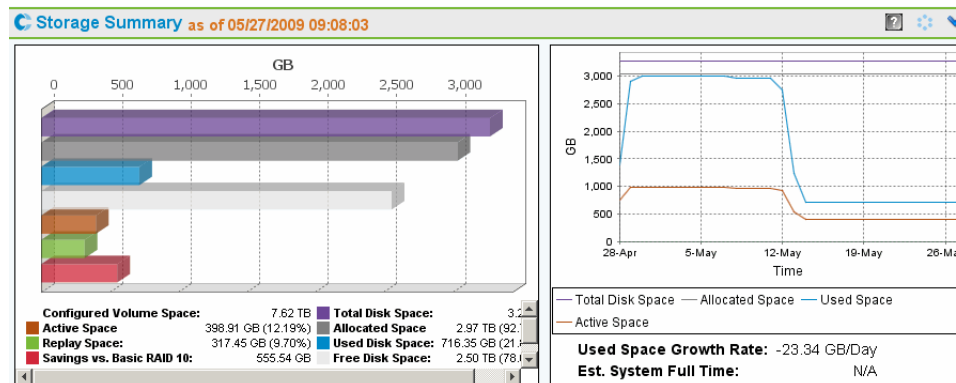 Storage Summary as of 05/27/2009 09:08:03
?
GB
0 500 1,000 1,500 2,000 2,500 3,000
Configured Volume Space: 7.62 TB Total Disk Space:
Active Space 398.91 GB (12.19%) Allocated Space 2.97 TB
Replay Space: 317.45 GB (9.70%) Used Disk Space: 716.35 GB
Savings vs. Basic RAID 10: 555.54 GB Free Disk Space: 2.50 TB
GB
3,000
2,500
2,000
1,500
1,000
500
0
28-Apr 5-May 12-May 19-May
Time
Total Disk Space Allocated Space Used Space
Active Space
Used Space Growth Rate: -23.34 GB/Day
Est. System Full Time: N/A